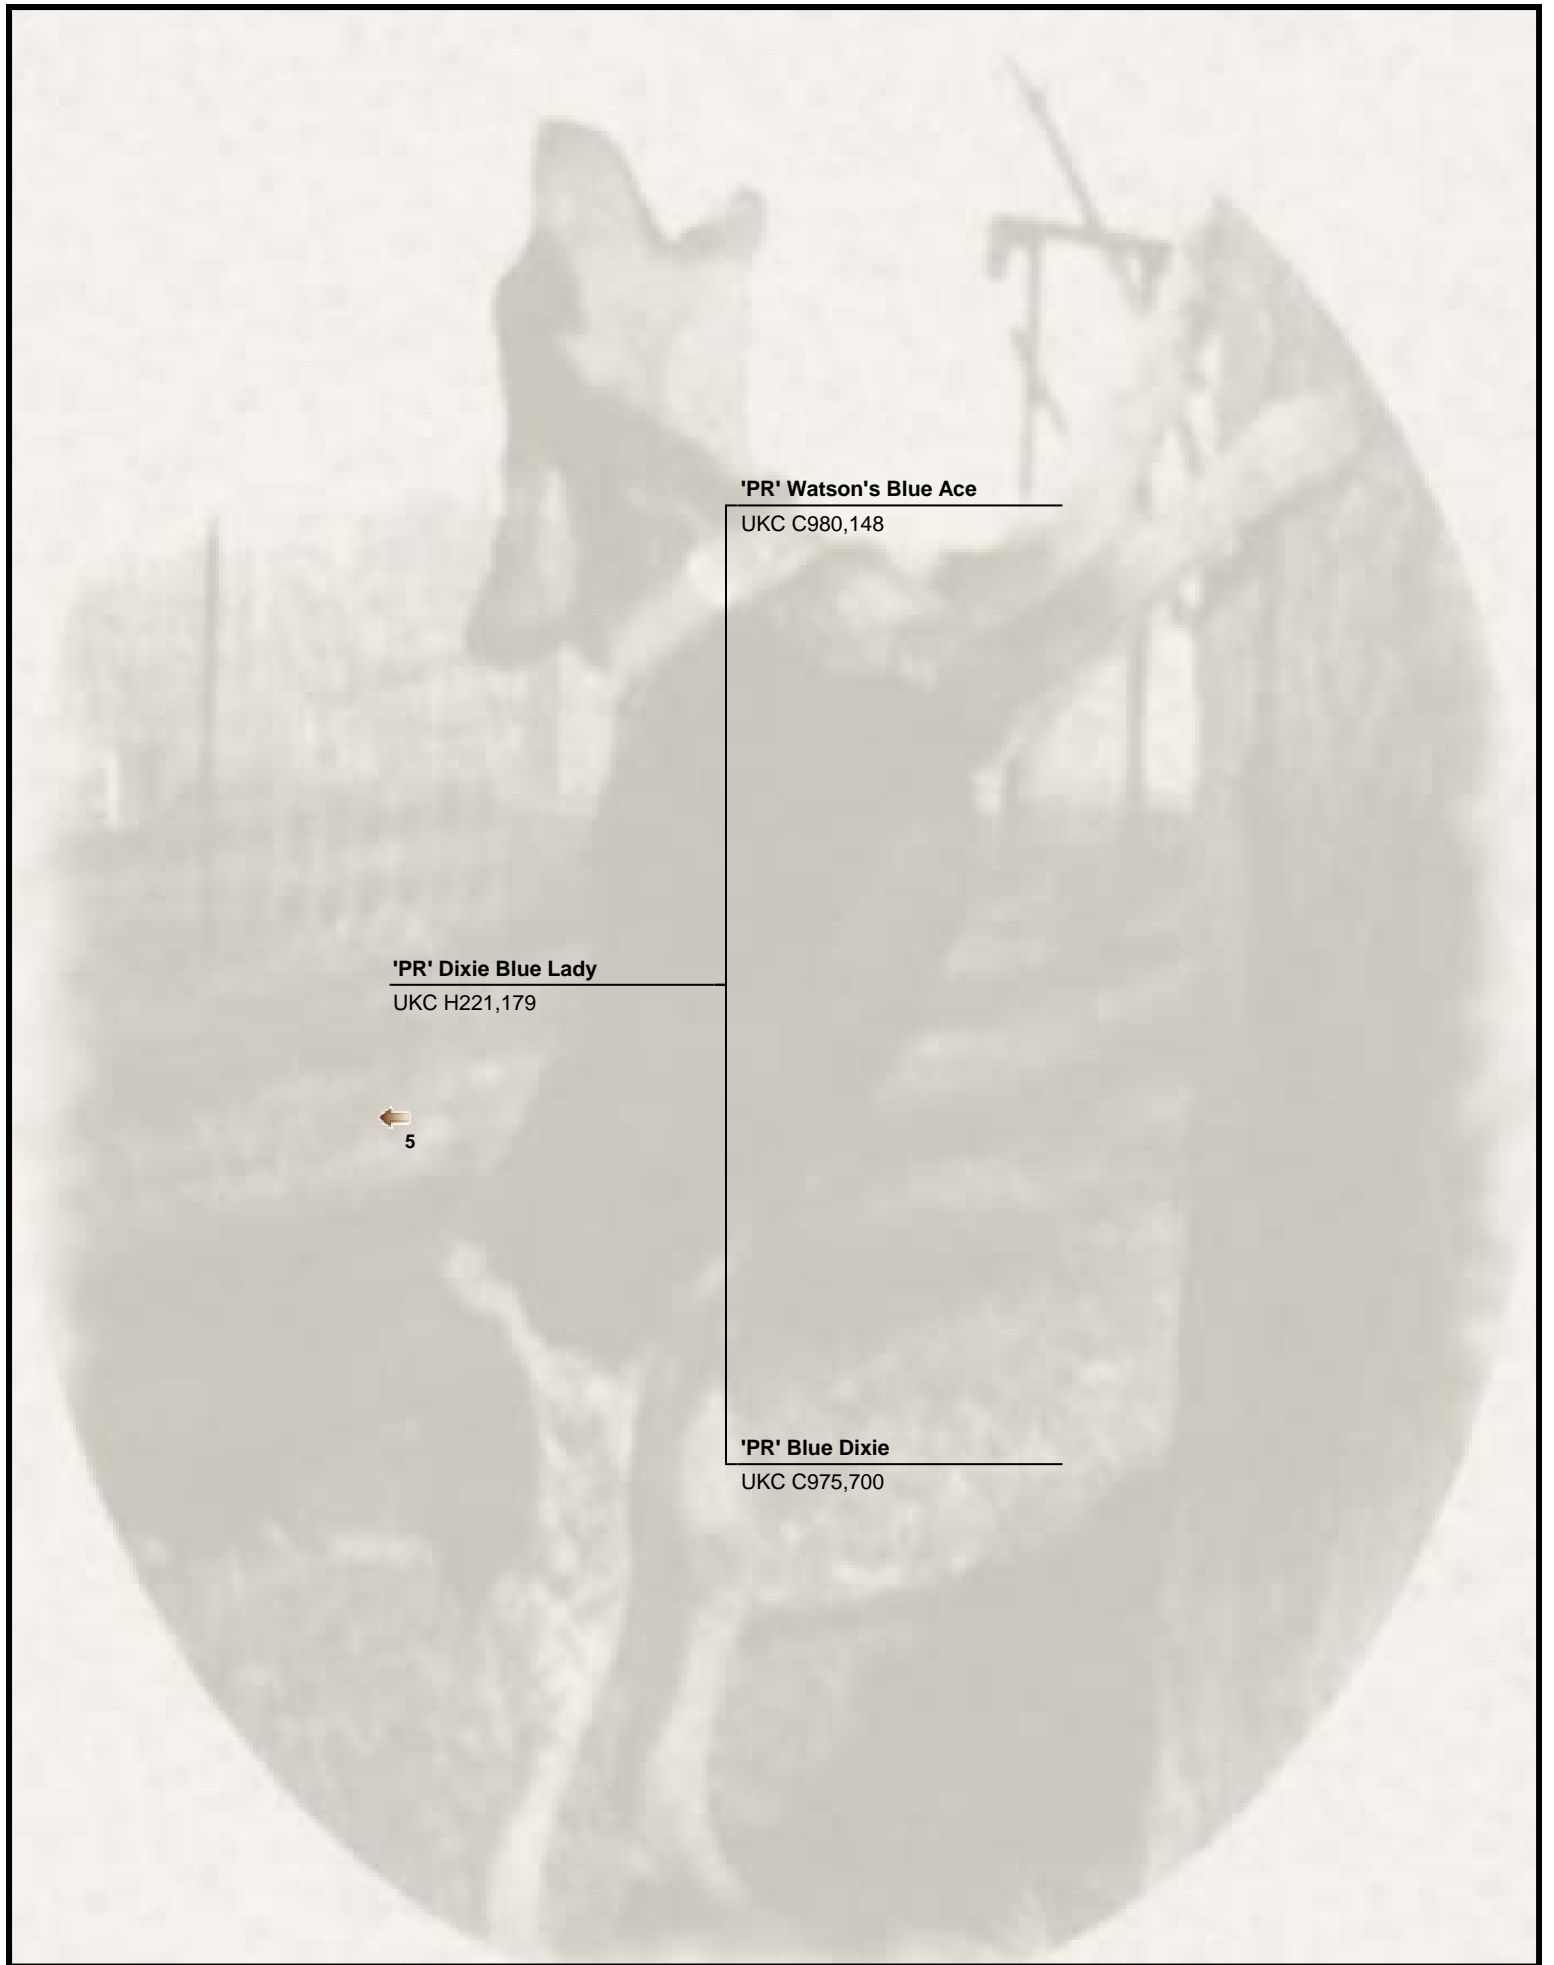 'PR' Watson's Blue Ace
UKC C980,148
'PR' Dixie Blue Lady
UKC H221,179
5
'PR' Blue Dixie
UKC C975,700